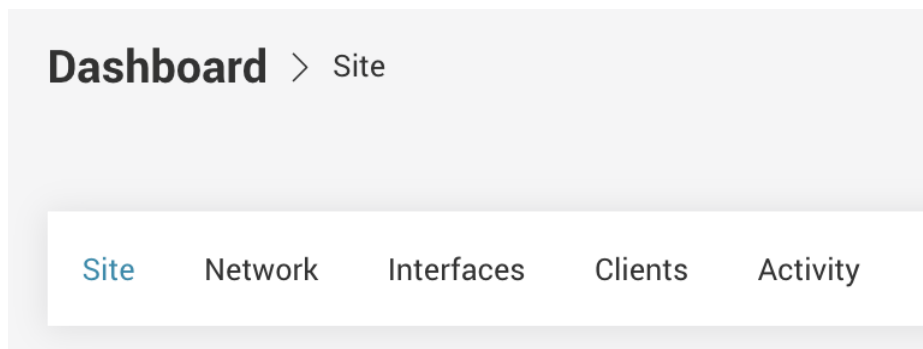 Dashboard > Site
Site Network Interfaces Clients Activity